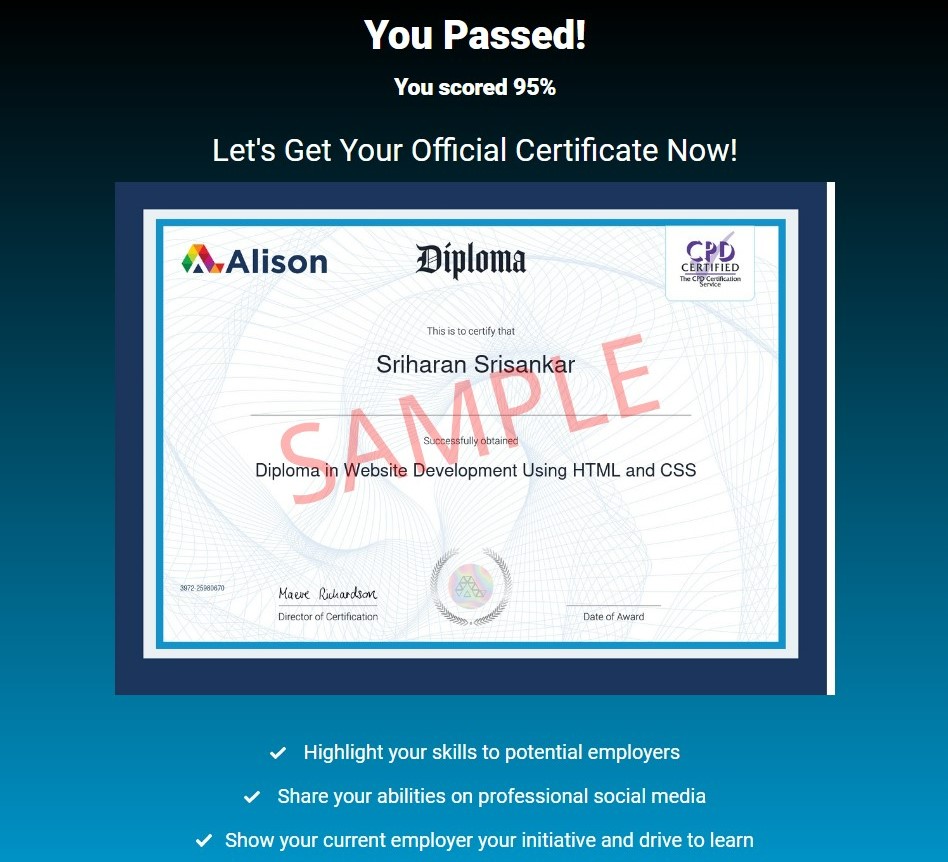 You Passed!
You scored 95%
Let's Get Your Official Certificate Now!
Alison
Diploma
CPD
CERTIFIED
The CPD Certification
Service
This is to certify that
Sriharan Srisankar
SAMPLE
Successfully obtained
Diploma in Website Development Using HTML and CSS
3972-25980670
Maeve Richardson
Director of Certification
Date of Award
Highlight your skills to potential employers
Share your abilities on professional social media
Show your current employer your initiative and drive to learn